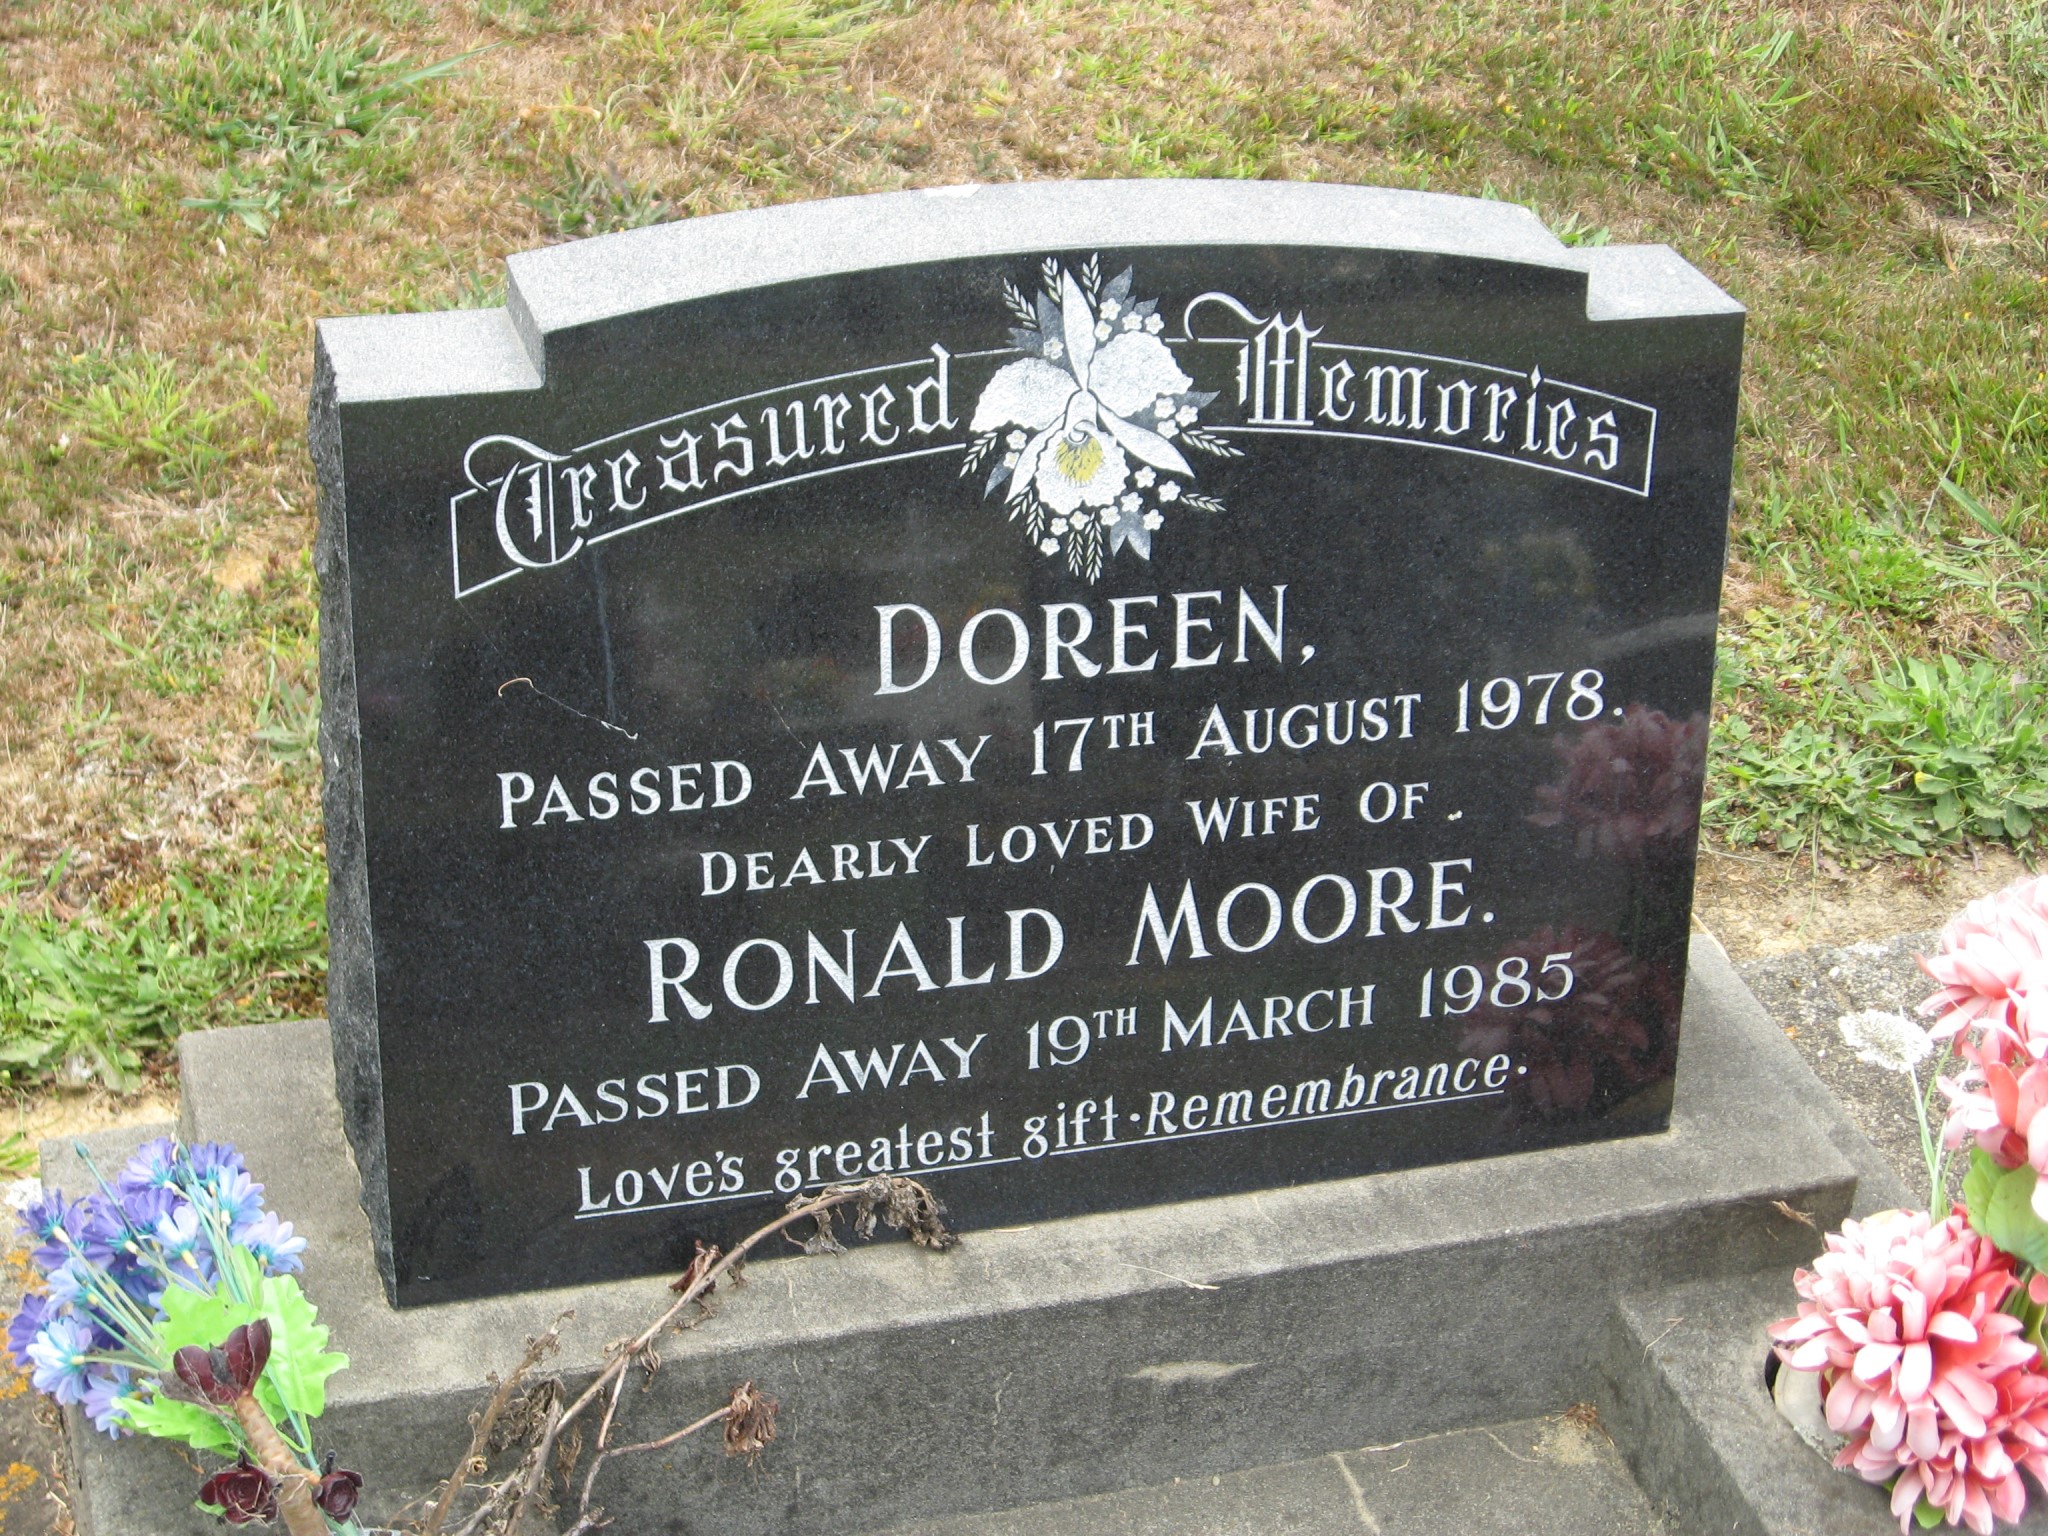 Treasured Memories
DOREEN,
PASSED AWAY 17TH AUGUST 1978.
DEARLY LOVED WIFE OF
RONALD MOORE.
PASSED AWAY 19TH MARCH 1985
Love's greatest gift·Remembrance.